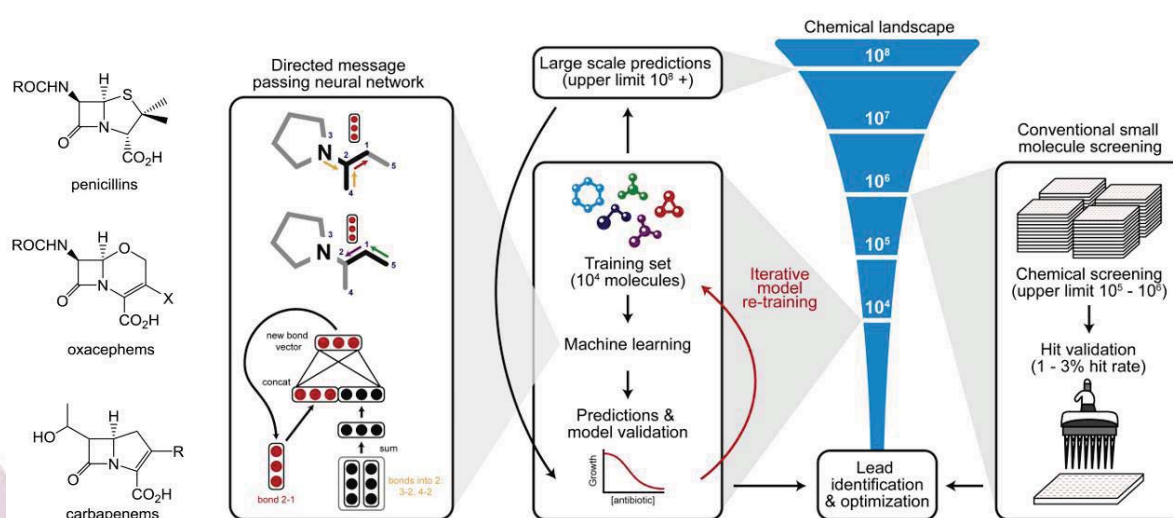 ROCHN
H
S
O
N
CO₂H
penicillins
ROCHN
H
O
O
N
X
CO₂H
oxacephems
H
HO
O
N
R
CO₂H
carbapenems
Directed message
passing neural network
3
N
2
1
5
4
3
N
2
1
5
4
new bond
vector
concat
sum
bond 2-1
bonds into 2:
3-2, 4-2
Large scale predictions
(upper limit 10⁸ +)
Training set
(10⁴ molecules)
Machine learning
Predictions &
model validation
Growth
[antibiotic]
Iterative
model
re-training
Chemical landscape
10⁸
10⁷
10⁶
10⁵
10⁴
Lead
identification
& optimization
Conventional small
molecule screening
Chemical screening
(upper limit 10⁵ - 10⁶)
Hit validation
(1 - 3% hit rate)